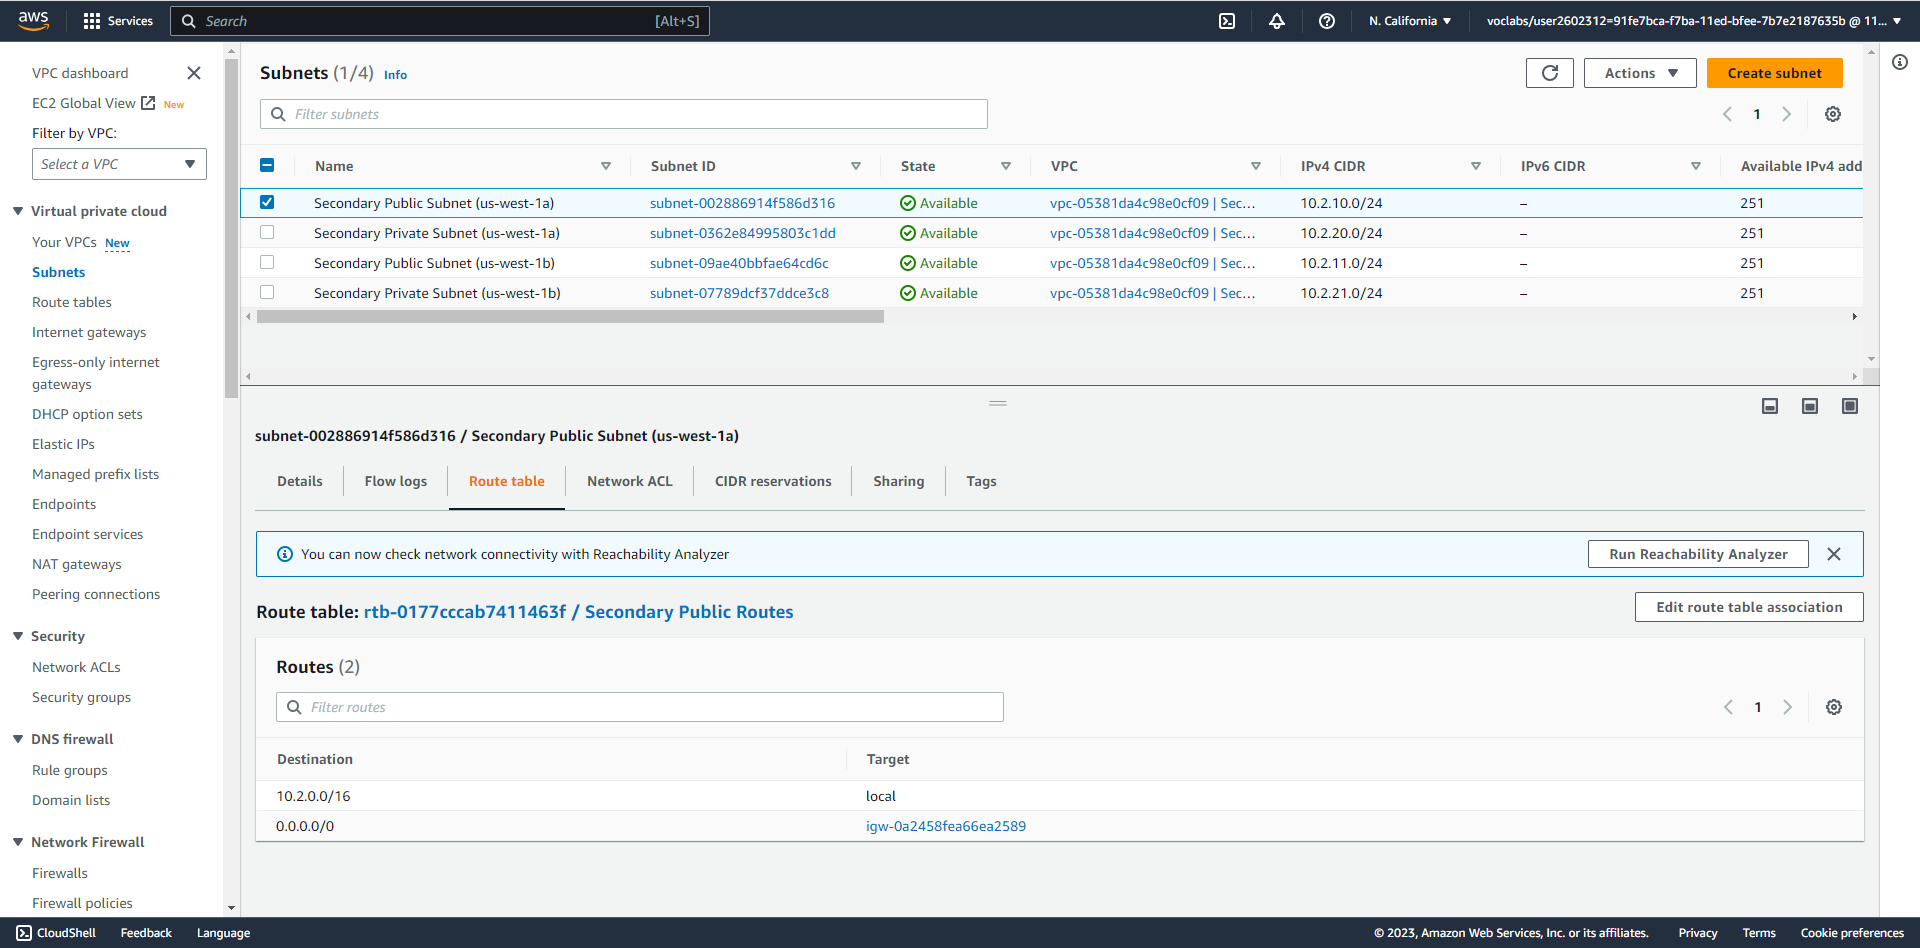 aws
Services
Search
[Alt+S]
N. California
voclabs/user2602312=91fe7bca-f7ba-11ed-bfee-7b7e2187635b @ 11...
VPC dashboard
EC2 Global View New
Filter by VPC:
Select a VPC
Virtual private cloud
Your VPCs New
Subnets
Route tables
Internet gateways
Egress-only internet
gateways
DHCP option sets
Elastic IPs
Managed prefix lists
Endpoints
Endpoint services
NAT gateways
Peering connections
Security
Network ACLs
Security groups
DNS firewall
Rule groups
Domain lists
Network Firewall
Firewalls
Firewall policies
Subnets (1/4) Info
Actions
Create subnet
Filter subnets
1
Name Subnet ID State VPC IPv4 CIDR IPv6 CIDR Available IPv4 add
Secondary Public Subnet (us-west-1a) subnet-002886914f586d316 Available vpc-05381da4c98e0cf09 | Sec... 10.2.10.0/24 – 251
Secondary Private Subnet (us-west-1a) subnet-0362e84995803c1dd Available vpc-05381da4c98e0cf09 | Sec... 10.2.20.0/24 – 251
Secondary Public Subnet (us-west-1b) subnet-09ae40bbfae64cd6c Available vpc-05381da4c98e0cf09 | Sec... 10.2.11.0/24 – 251
Secondary Private Subnet (us-west-1b) subnet-07789dcf37ddce3c8 Available vpc-05381da4c98e0cf09 | Sec... 10.2.21.0/24 – 251
subnet-002886914f586d316 / Secondary Public Subnet (us-west-1a)
Details Flow logs Route table Network ACL CIDR reservations Sharing Tags
You can now check network connectivity with Reachability Analyzer
Run Reachability Analyzer
Route table: rtb-0177cccab7411463f / Secondary Public Routes
Edit route table association
Routes (2)
Filter routes
1
Destination Target
10.2.0.0/16 local
0.0.0.0/0 igw-0a2458fea66ea2589
CloudShell Feedback Language
© 2023, Amazon Web Services, Inc. or its affiliates. Privacy Terms Cookie preferences